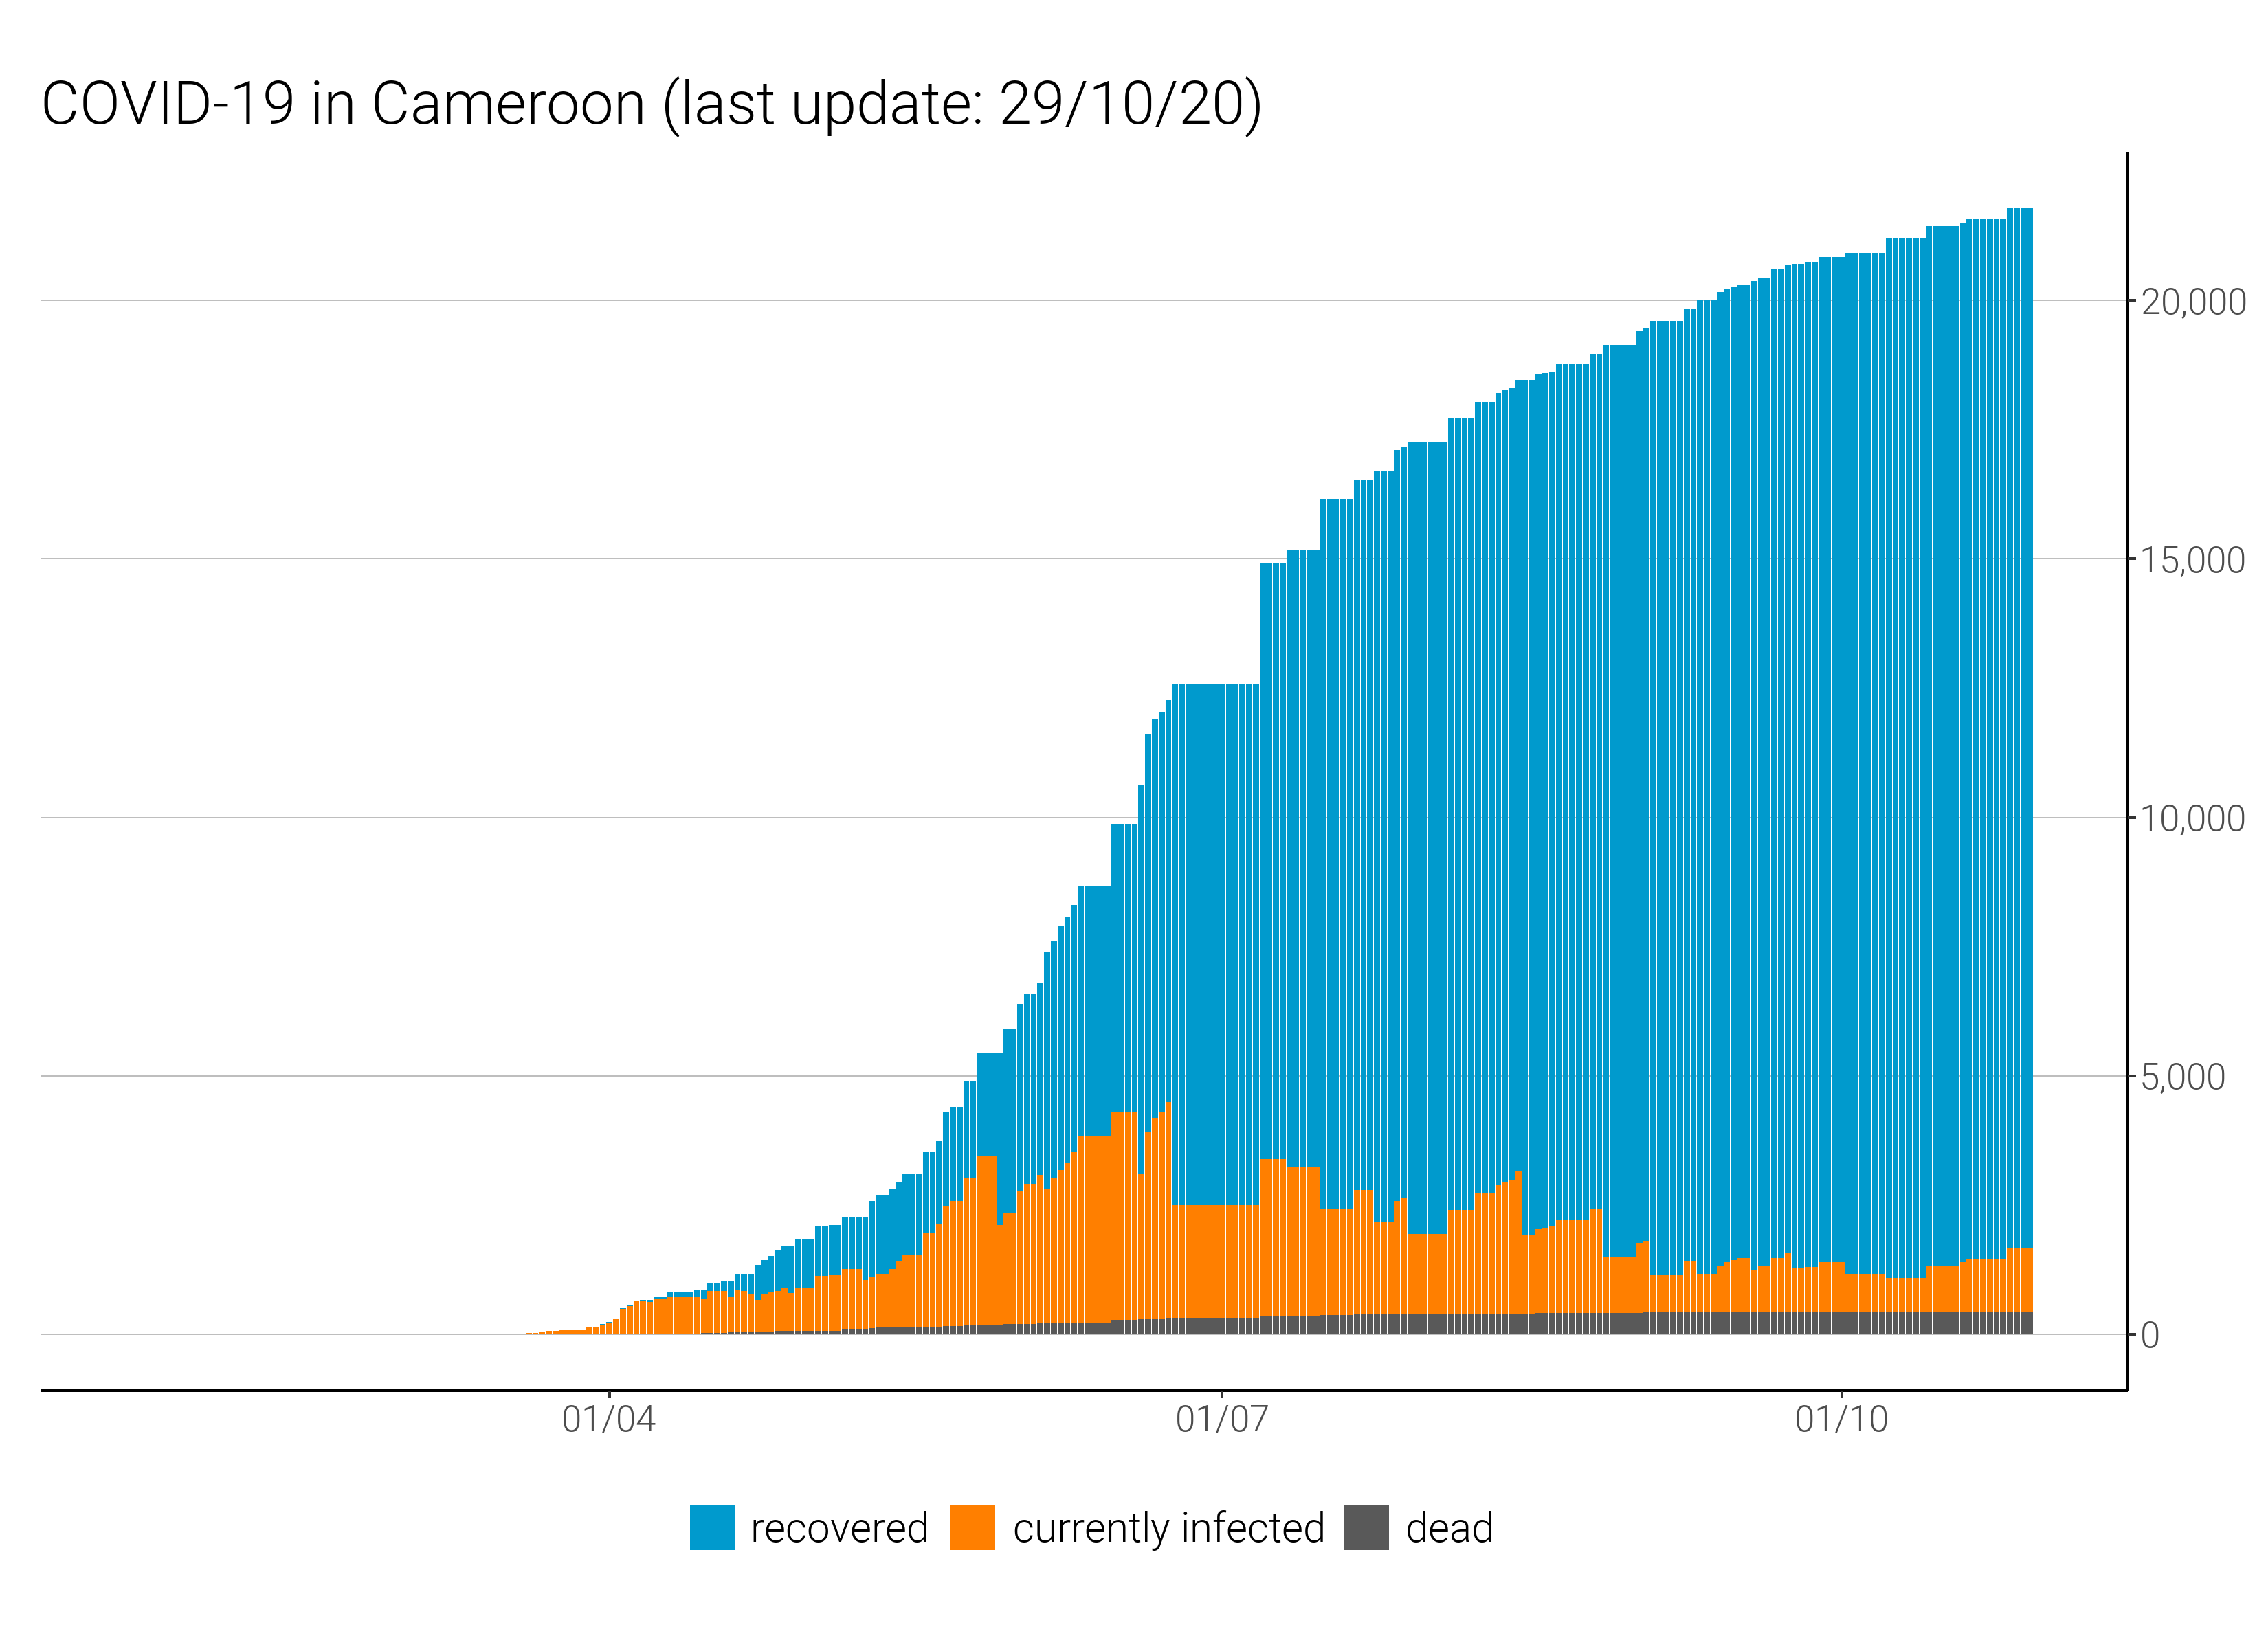 COVID-19 in Cameroon (last update: 29/10/20)
20,000
15,000
10,000
5,000
0
01/04 01/07 01/10
recovered currently infected dead